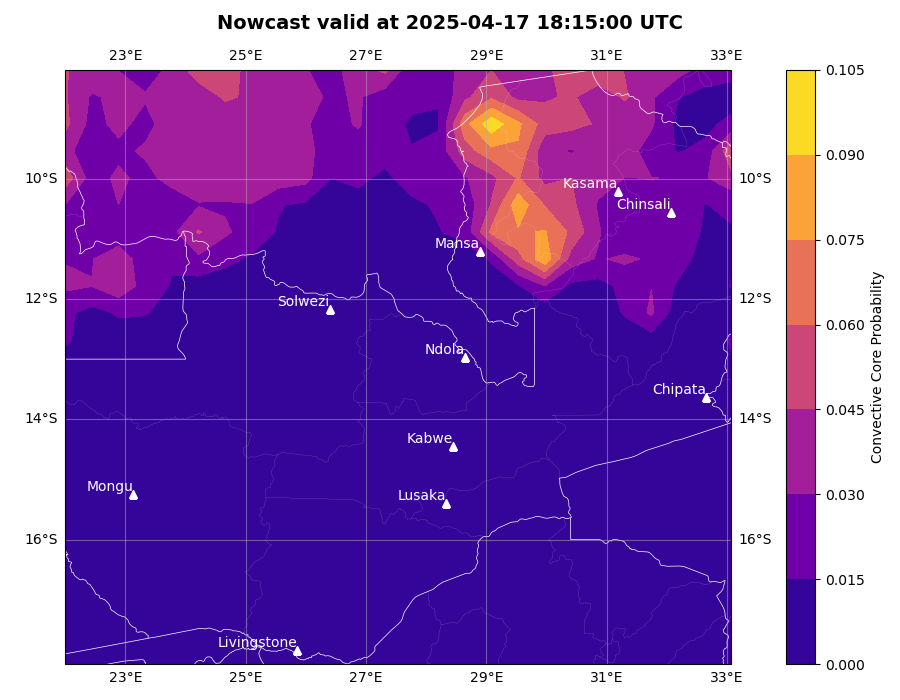 Nowcast valid at 2025-04-17 18:15:00 UTC
23°E 25°E 27°E 29°E 31°E 33°E
0.105
0.090
10°S 10°S
Kasama
Chinsali
Mansa
0.075
12°S 12°S
Solwezi
0.060
Ndola
Chipata
Convective Core Probability
0.045
14°S 14°S
Kabwe
Mongu
Lusaka
0.030
16°S 16°S
0.015
Livingstone
0.000
23°E 25°E 27°E 29°E 31°E 33°E